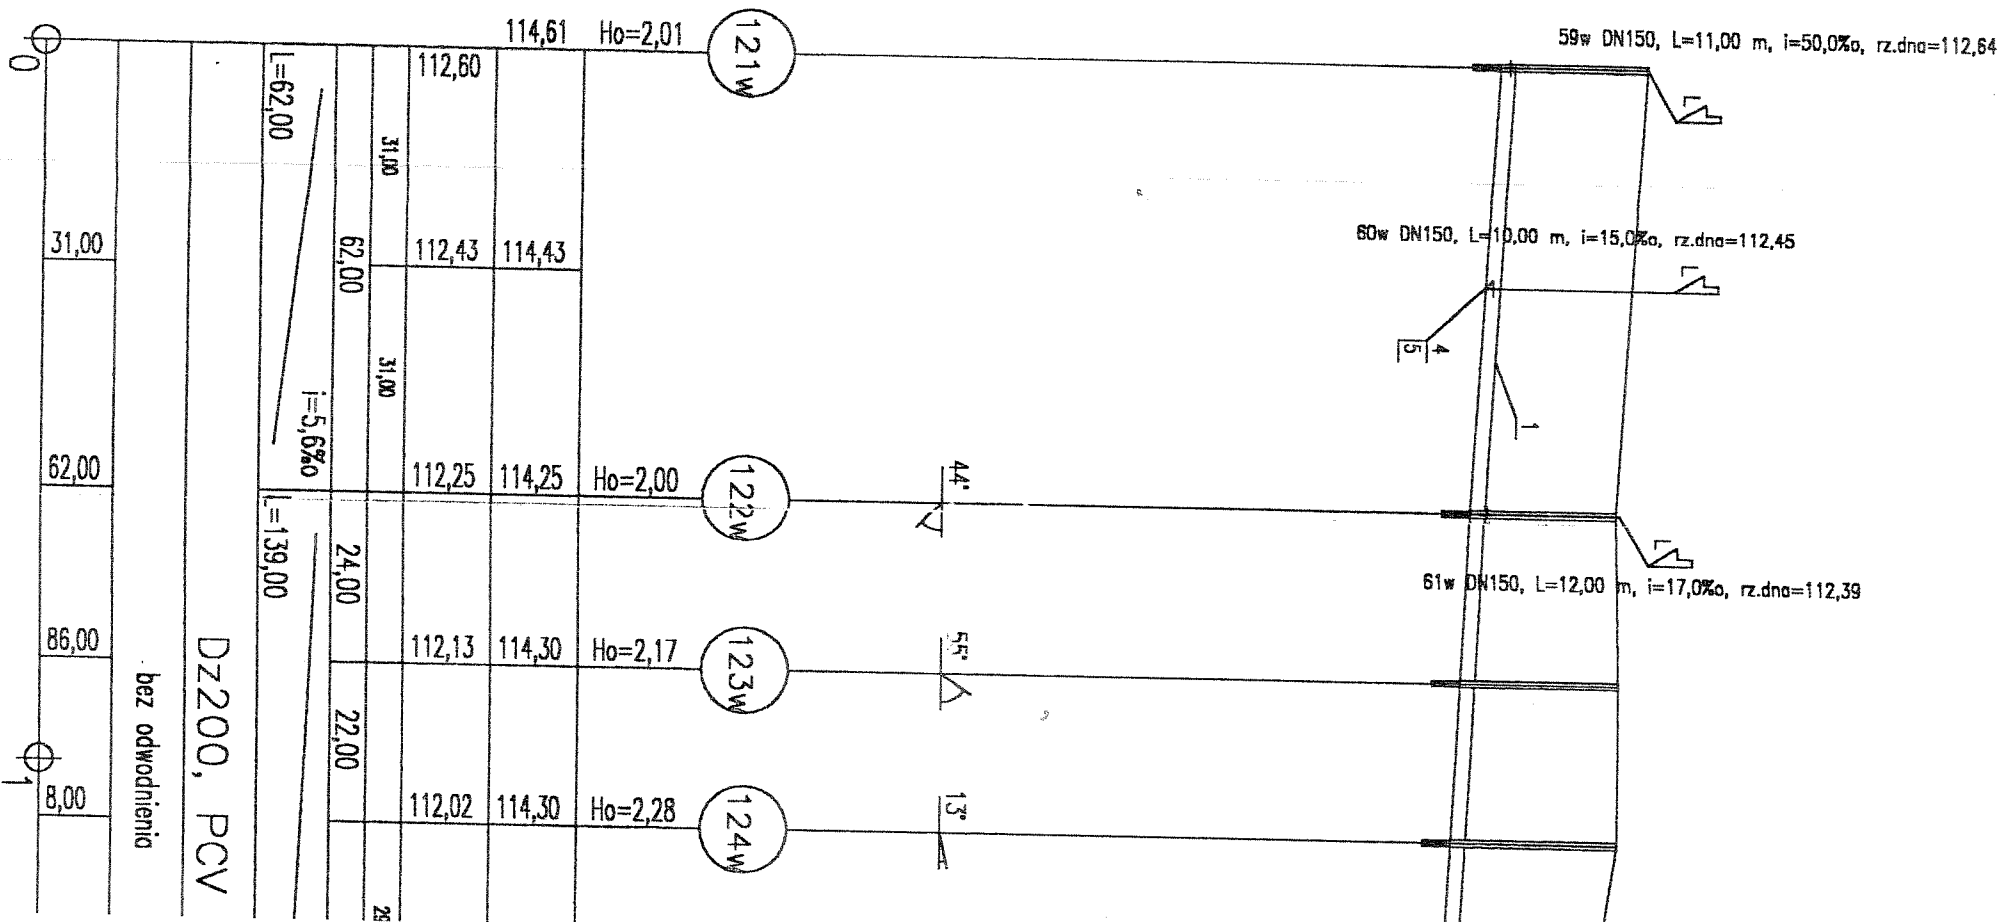 114,61 Ho=2,01 121w
59w DN150, L=11,00 m, i=50,0‰, rz.dna=112,64
0
L=62,00
112,60
31,00
31,00
62,00
112,43 114,43
60w DN150, L=10,00 m, i=15,0‰, rz.dna=112,45
4
5
1
31,00
i=5,6‰
62,00
112,25 114,25 Ho=2,00 122w 44°
L=139,00
24,00
61w DN150, L=12,00 m, i=17,0‰, rz.dna=112,39
86,00
112,13 114,30 Ho=2,17 123w 55°
22,00
Dz200, PCV
bez odwodnienia
1
8,00
112,02 114,30 Ho=2,28 124w 13°